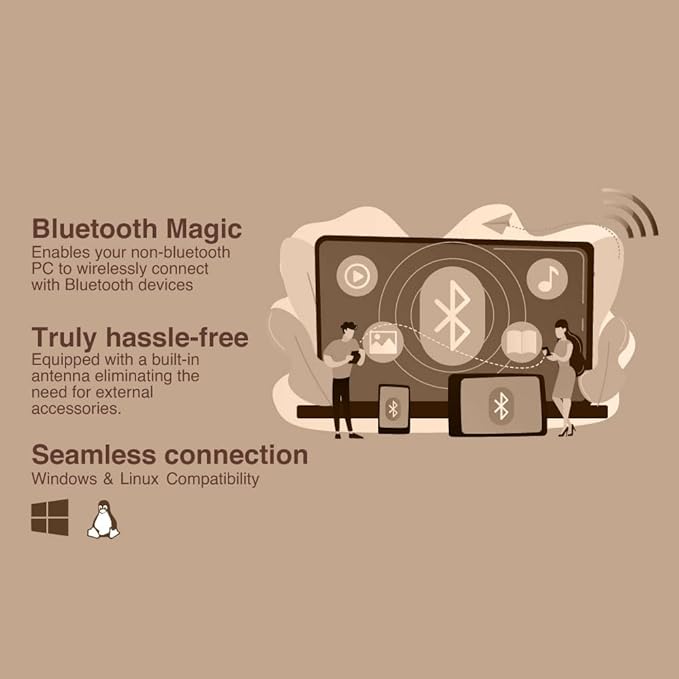 Bluetooth Magic
Enables your non-bluetooth
PC to wirelessly connect
with Bluetooth devices
Truly hassle-free
Equipped with a built-in
antenna eliminating the
need for external
accessories.
Seamless connection
Windows & Linux Compatibility